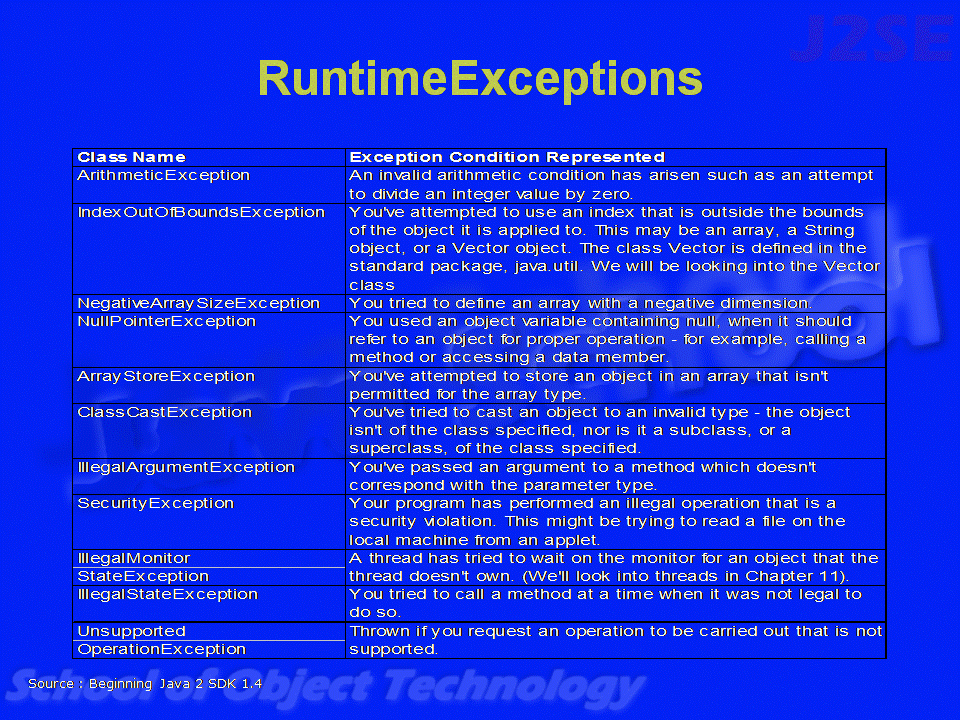 J2SE
RuntimeExceptions
Class Name Exception Condition Represented
ArithmeticException An invalid arithmetic condition has arisen such as an attempt
to divide an integer value by zero.
IndexOutOfBoundsException You've attempted to use an index that is outside the bounds
of the object it is applied to. This may be an array, a String
object, or a Vector object. The class Vector is defined in the
standard package, java.util. We will be looking into the Vector
class
NegativeArraySizeException You tried to define an array with a negative dimension.
NullPointerException You used an object variable containing null, when it should
refer to an object for proper operation - for example, calling a
method or accessing a data member.
ArrayStoreException You've attempted to store an object in an array that isn't
permitted for the array type.
ClassCastException You've tried to cast an object to an invalid type - the object
isn't of the class specified, nor is it a subclass, or a
superclass, of the class specified.
IllegalArgumentException You've passed an argument to a method which doesn't
correspond with the parameter type.
SecurityException Your program has performed an illegal operation that is a
security violation. This might be trying to read a file on the
local machine from an applet.
IllegalMonitor A thread has tried to wait on the monitor for an object that the
StateException thread doesn't own. (We'll look into threads in Chapter 11).
IllegalStateException You tried to call a method at a time when it was not legal to
do so.
Unsupported Thrown if you request an operation to be carried out that is not
OperationException supported.
School of Object Technology
Source : Beginning Java 2 SDK 1.4